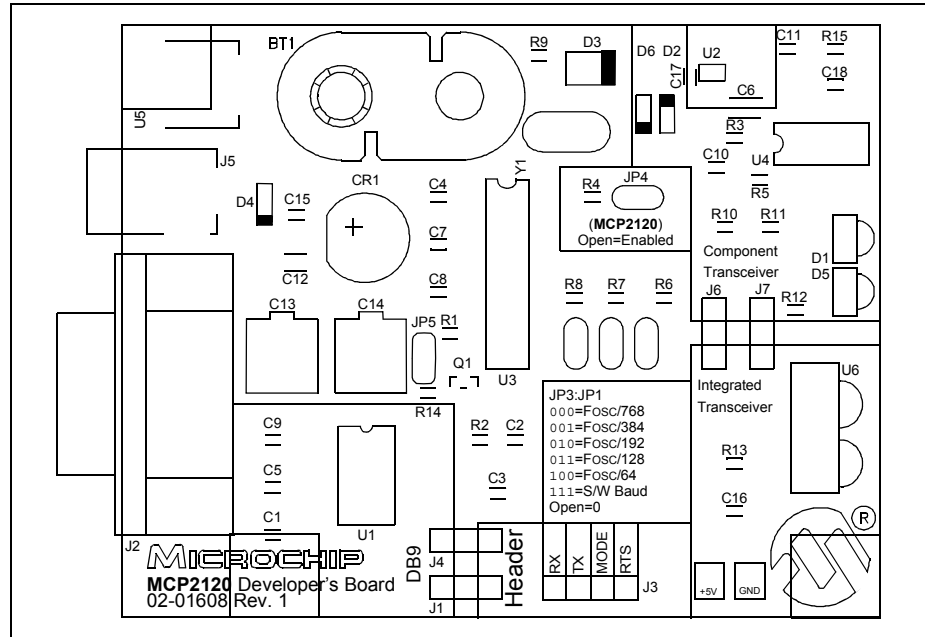 BT1
R9
D3
D6 D2
U2
C11
R15
C17
C18
C6
U5
J5
R3
C10
U4
R5
Y1
CR1
C4
R4
JP4
(MCP2120)
Open=Enabled
D4
C15
R10
R11
C7
Component
Transceiver
D1
D5
C12
C8
R8
R7
R6
J6
J7
R12
C13
C14
JP5
R1
Q1
U3
U6
Integrated
Transceiver
R14
JP3:JP1
000=FOSC/768
001=FOSC/384
010=FOSC/192
011=FOSC/128
100=FOSC/64
111=S/W Baud
Open=0
C9
R2
C2
R13
C5
C3
C16
C1
U1
J2
MICROCHIP
MCP2120 Developer's Board
02-01608 Rev. 1
DB9
J4
J1
Header
RX
TX
MODE
RTS
J3
+5V
GND
®